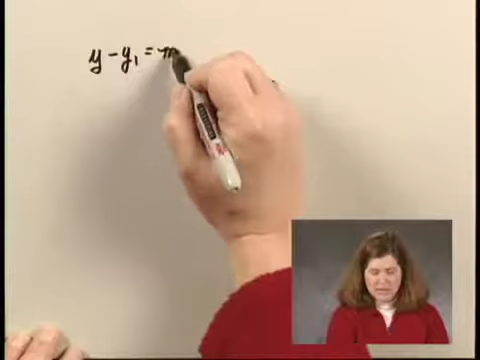 y - y₁ = m